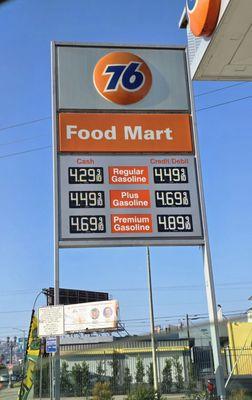 76
Food Mart
Cash Credit/Debit
4.29 9/10 Regular Gasoline 4.49 9/10
4.49 9/10 Plus Gasoline 4.69 9/10
4.69 9/10 Premium Gasoline 4.89 9/10